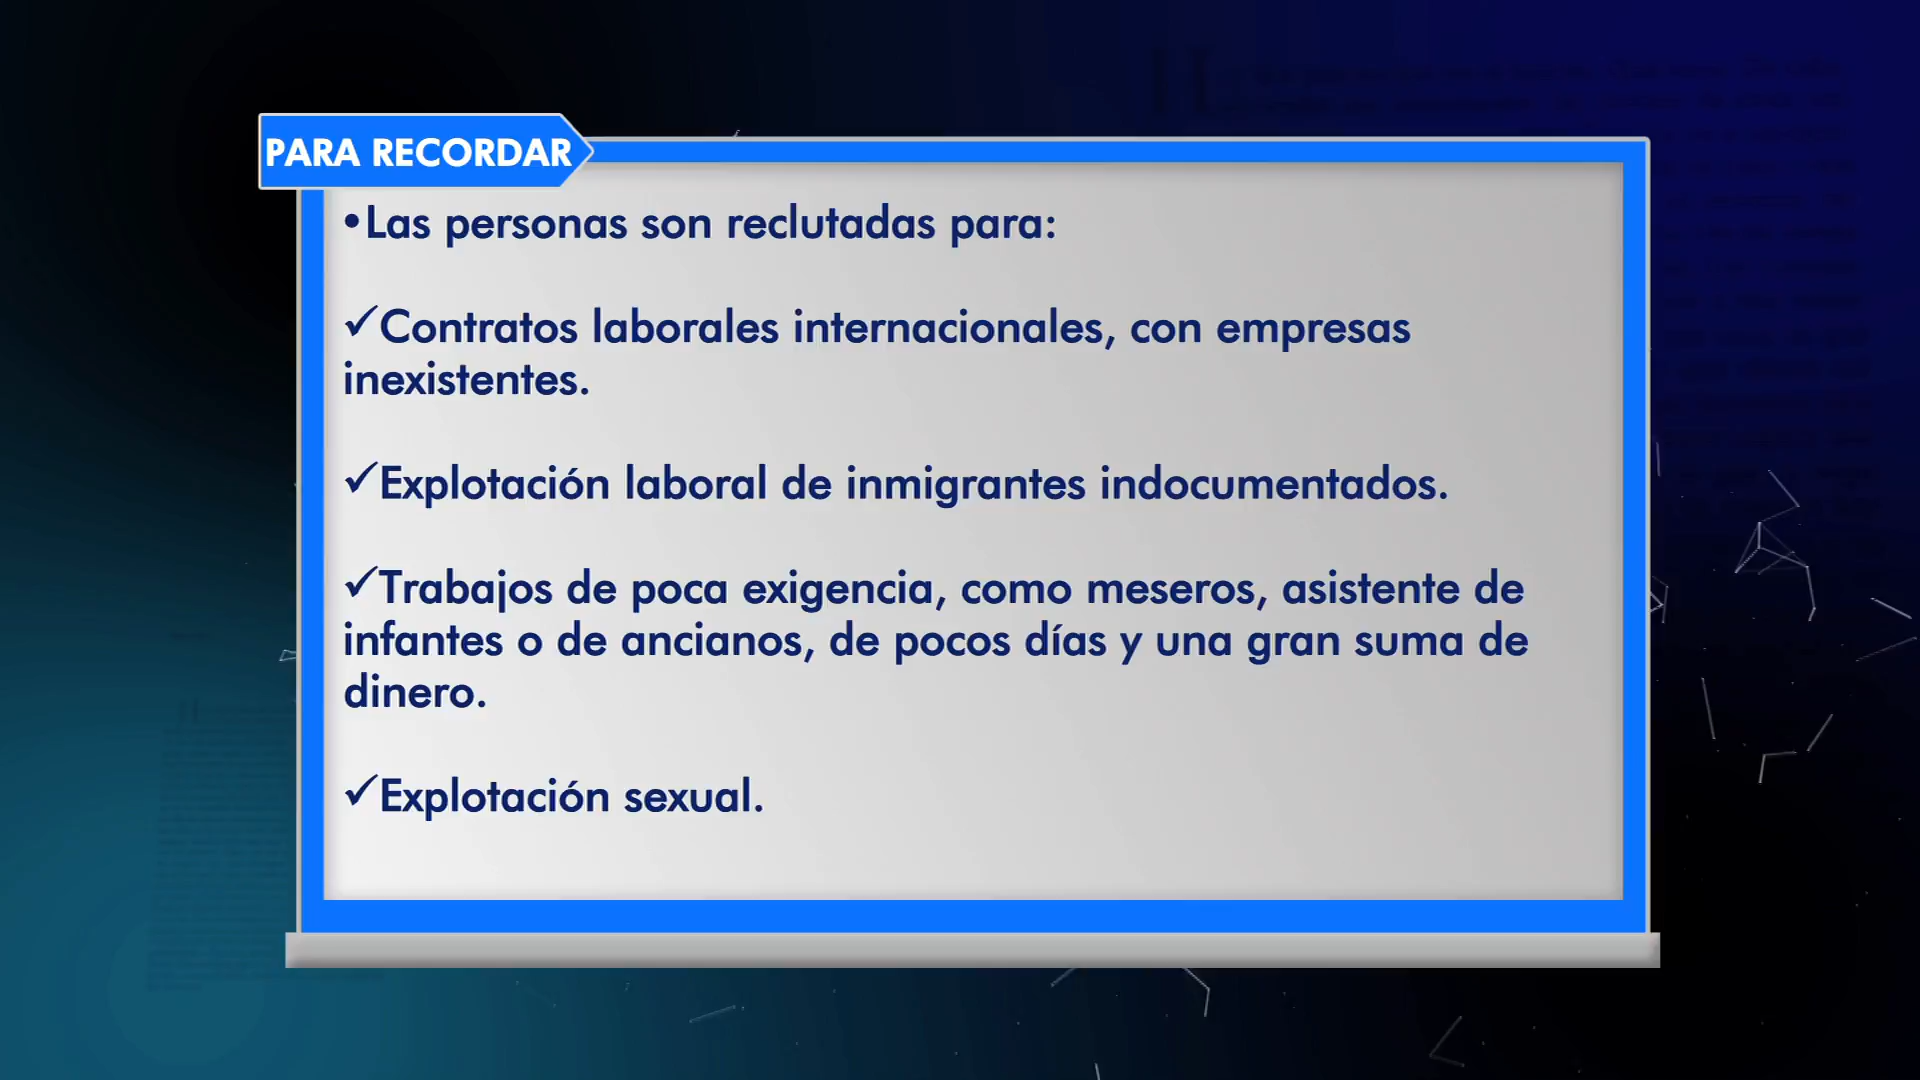 PARA RECORDAR
•Las personas son reclutadas para:
✓Contratos laborales internacionales, con empresas
inexistentes.
✓Explotación laboral de inmigrantes indocumentados.
✓Trabajos de poca exigencia, como meseros, asistente de
infantes o de ancianos, de pocos días y una gran suma de
dinero.
✓Explotación sexual.